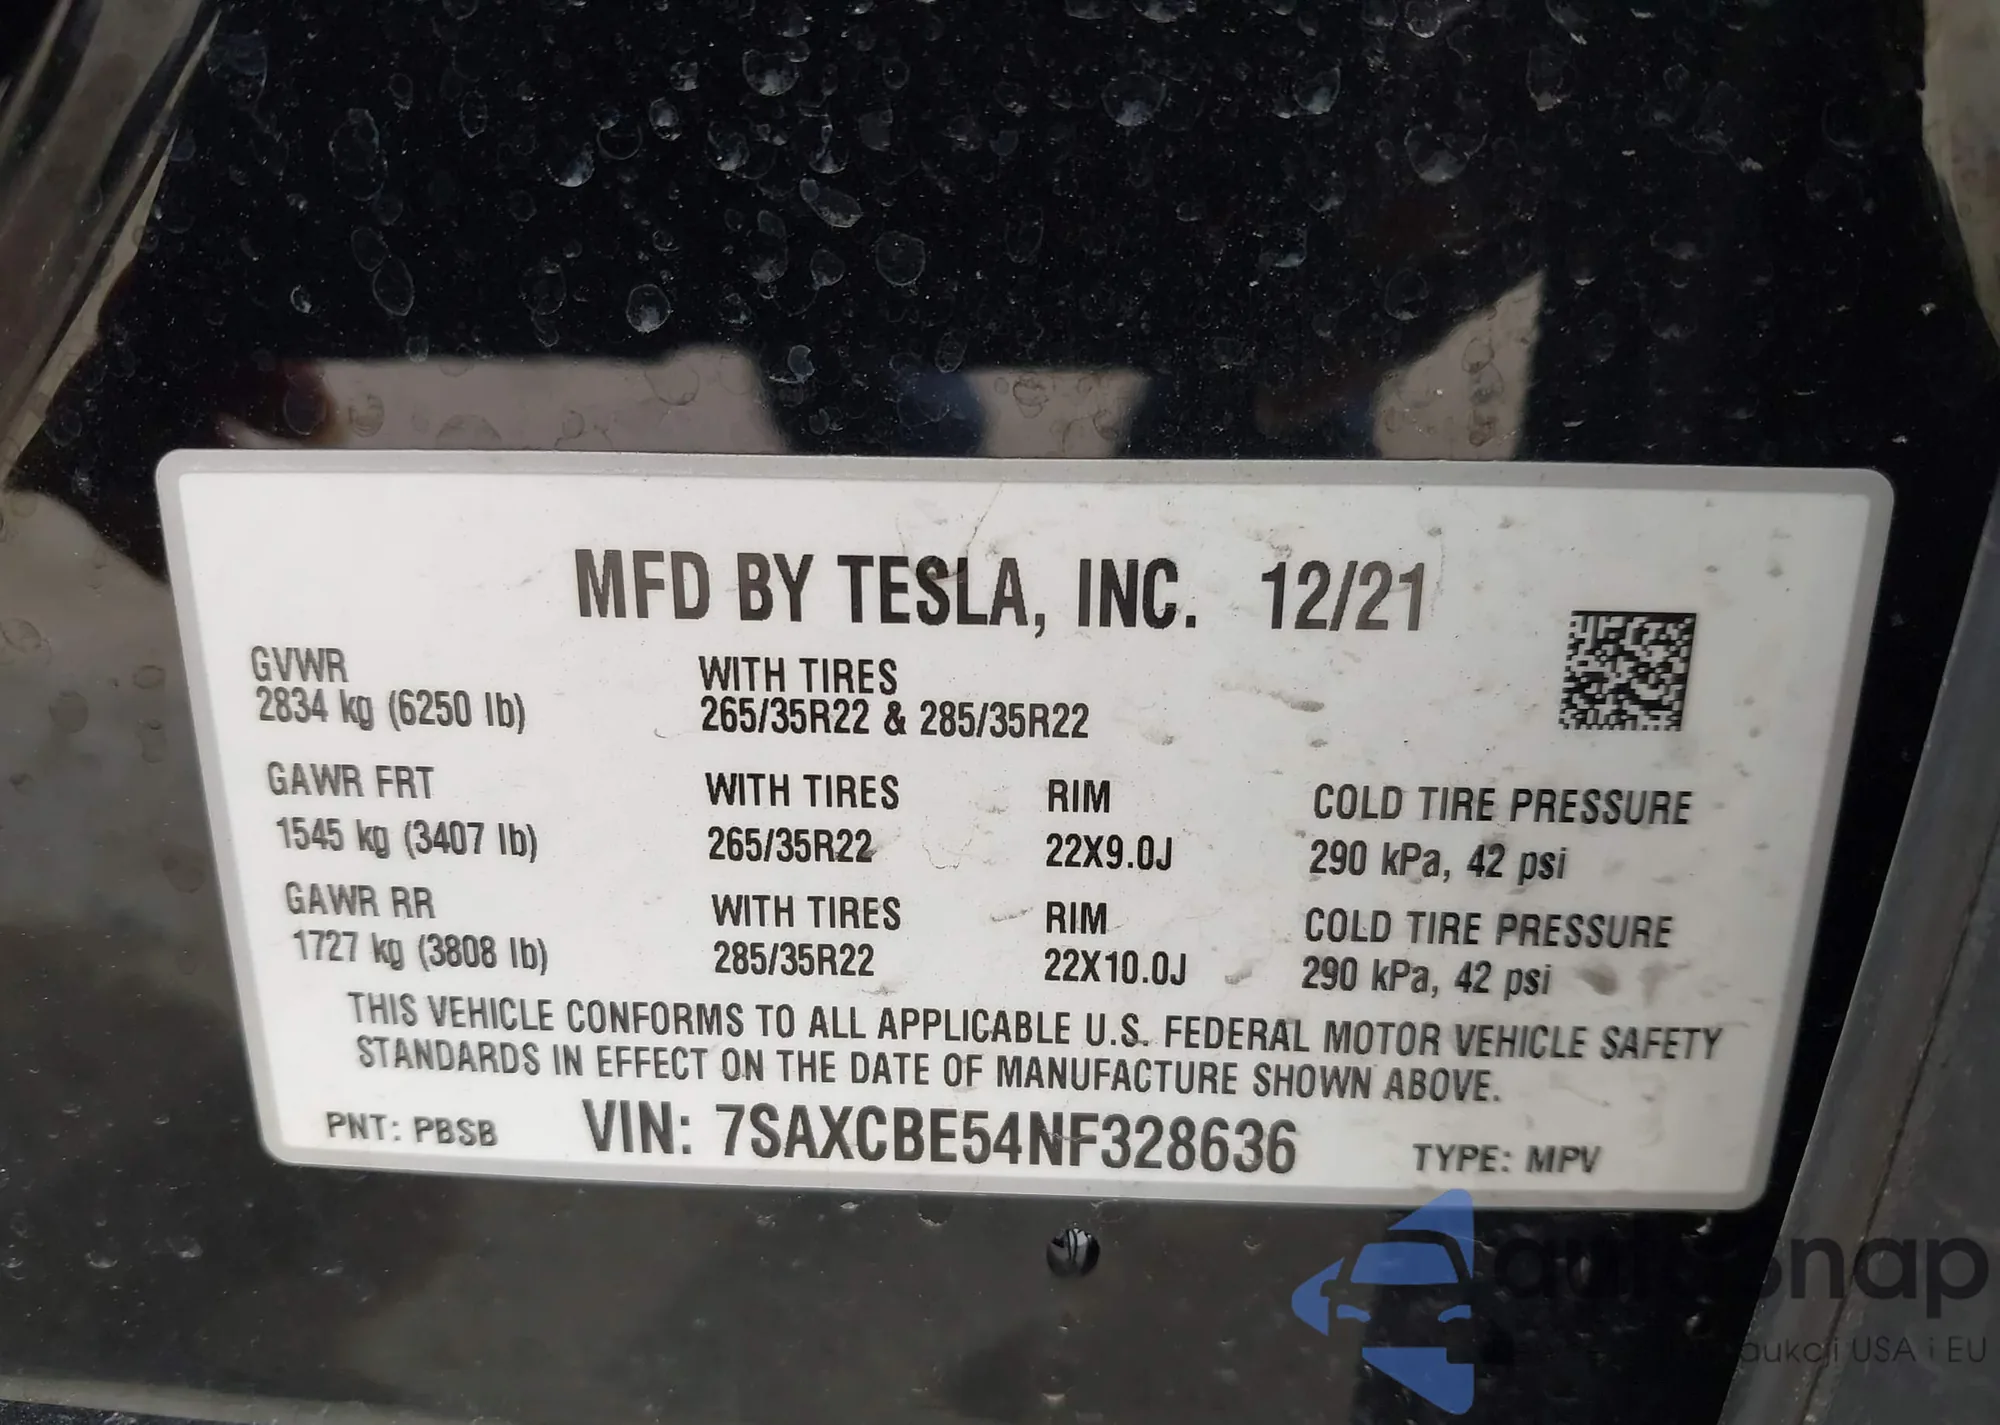 MFD BY TESLA, INC. 12/21
GVWR
2834 kg (6250 lb)
WITH TIRES
265/35R22 & 285/35R22
GAWR FRT WITH TIRES RIM COLD TIRE PRESSURE
1545 kg (3407 lb) 265/35R22 22X9.0J 290 kPa, 42 psi
GAWR RR WITH TIRES RIM COLD TIRE PRESSURE
1727 kg (3808 lb) 285/35R22 22X10.0J 290 kPa, 42 psi
THIS VEHICLE CONFORMS TO ALL APPLICABLE U.S. FEDERAL MOTOR VEHICLE SAFETY
STANDARDS IN EFFECT ON THE DATE OF MANUFACTURE SHOWN ABOVE.
PNT: PBSB VIN: 7SAXCBE54NF328636 TYPE: MPV
autosnap
aukcji USA i EU